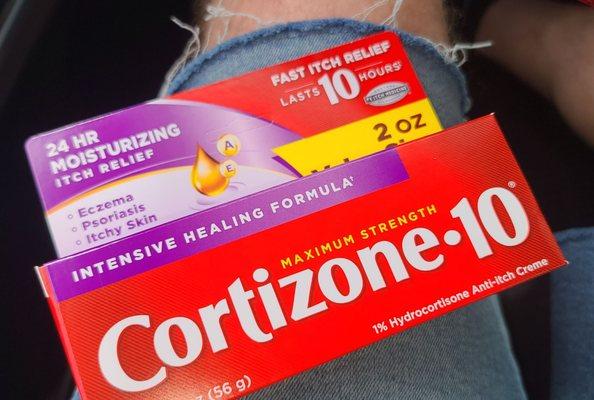 FAST ITCH RELIEF
LASTS 10 HOURS
24 HR
MOISTURIZING
ITCH RELIEF
A
E
2 OZ
Eczema
Psoriasis
Itchy Skin
INTENSIVE HEALING FORMULA†
MAXIMUM STRENGTH
Cortizone•10®
1% Hydrocortisone Anti-Itch Creme
(56 g)